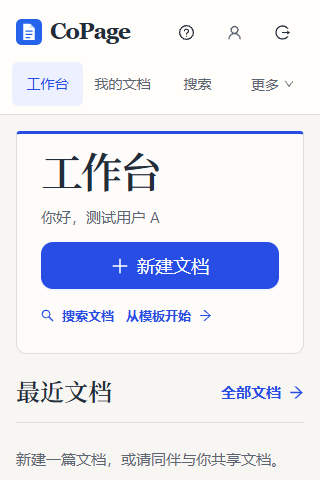 CoPage
工作台 我的文档 搜索 更多
工作台
你好，测试用户 A
新建文档
搜索文档 从模板开始
最近文档 全部文档
新建一篇文档，或请同伴与你共享文档。